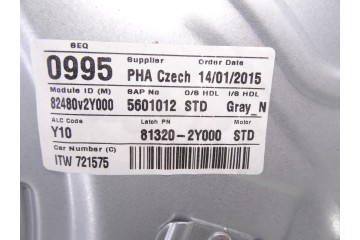 SEQ Supplier Order Date
0995 PHA Czech 14/01/2015
Module ID (M) SAP No O/S HDL I/S HDL
82480v2Y000 5601012 STD Gray_N
ALC Code Latch PN Motor
Y10 81320-2Y000 STD
Car Number (C)
ITW 721575